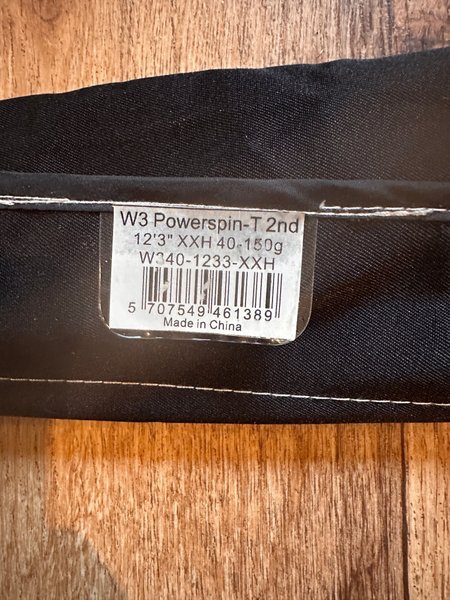 W3 Powerspin-T 2nd
12'3" XXH 40-150g
W340-1233-XXH
5 707549 461389
Made in China